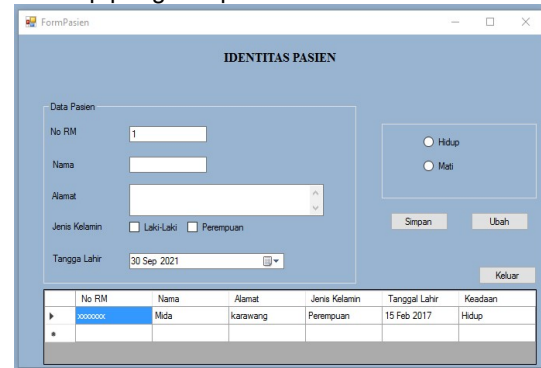 FormPasien
IDENTITAS PASIEN
Data Pasien
No RM
1
Nama
Alamat
Jenis Kelamin
Laki-Laki
Perempuan
Tangga Lahir
30 Sep 2021
Hidup
Mati
Simpan
Ubah
Keluar
No RM Nama Alamat Jenis Kelamin Tanggal Lahir Keadaan
xxxxxxx Mida karawang Perempuan 15 Feb 2017 Hidup